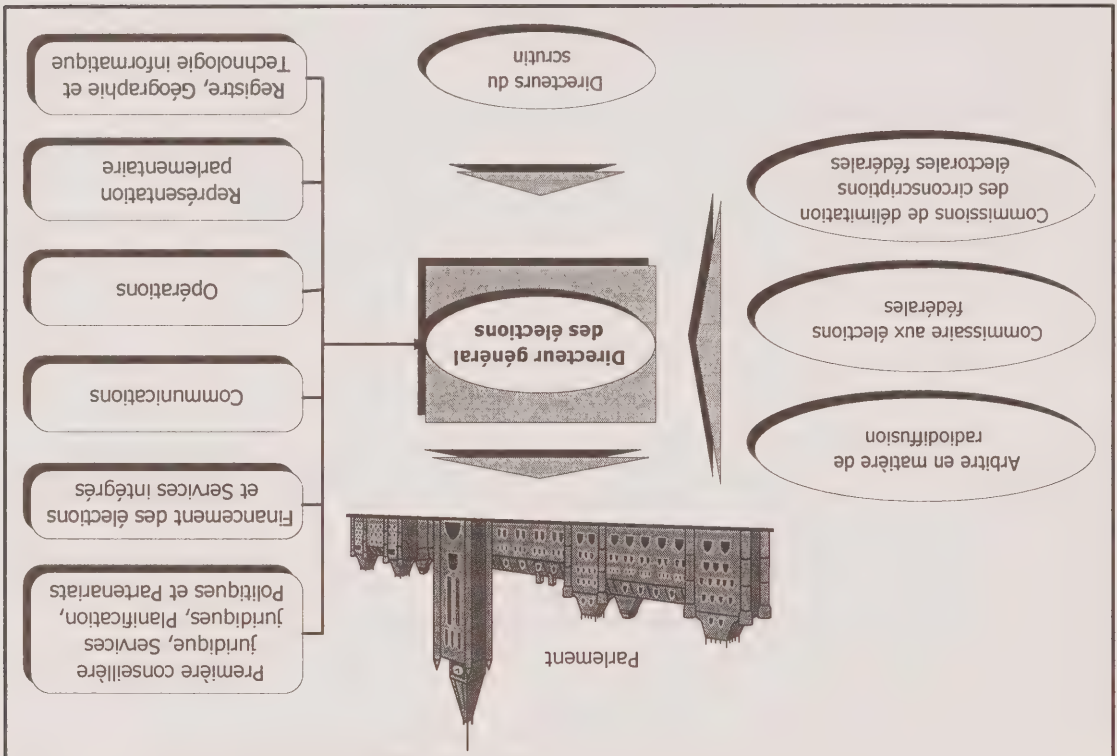 Parlement
Arbitre en matière de
radiodiffusion
Commissaire aux élections
fédérales
Commissions de délimitation
des circonscriptions
électorales fédérales
Directeur général
des élections
Directeurs du
scrutin
Première conseillère
juridique, Services
juridiques, Planification,
Politiques et Partenariats
Financement des élections
et Services intégrés
Communications
Opérations
Représentation
parlementaire
Registre, Géographie et
Technologie informatique